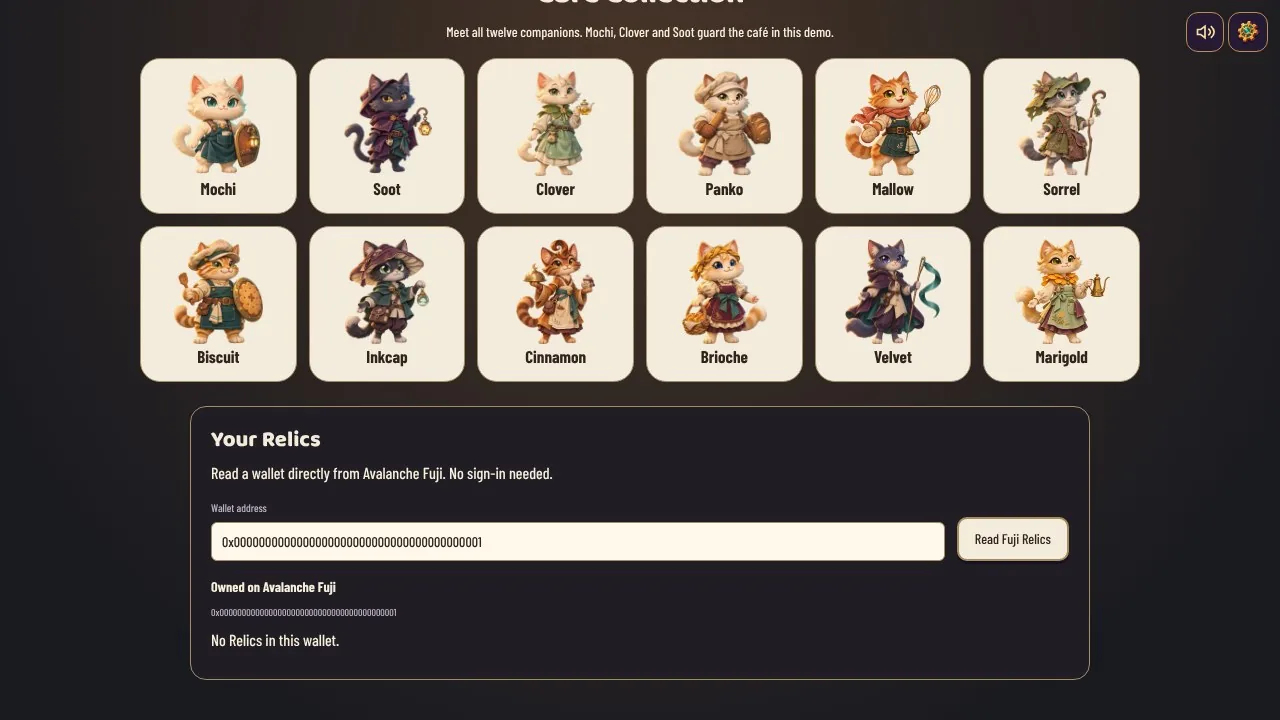 Meet all twelve companions. Mochi, Clover and Soot guard the café in this demo.
Mochi
Soot
Clover
Panko
Mallow
Sorrel
Biscuit
Inkcap
Cinnamon
Brioche
Velvet
Marigold
Your Relics
Read a wallet directly from Avalanche Fuji. No sign-in needed.
Wallet address
0x0000000000000000000000000000000000000001
Read Fuji Relics
Owned on Avalanche Fuji
0x0000000000000000000000000000000000000001
No Relics in this wallet.